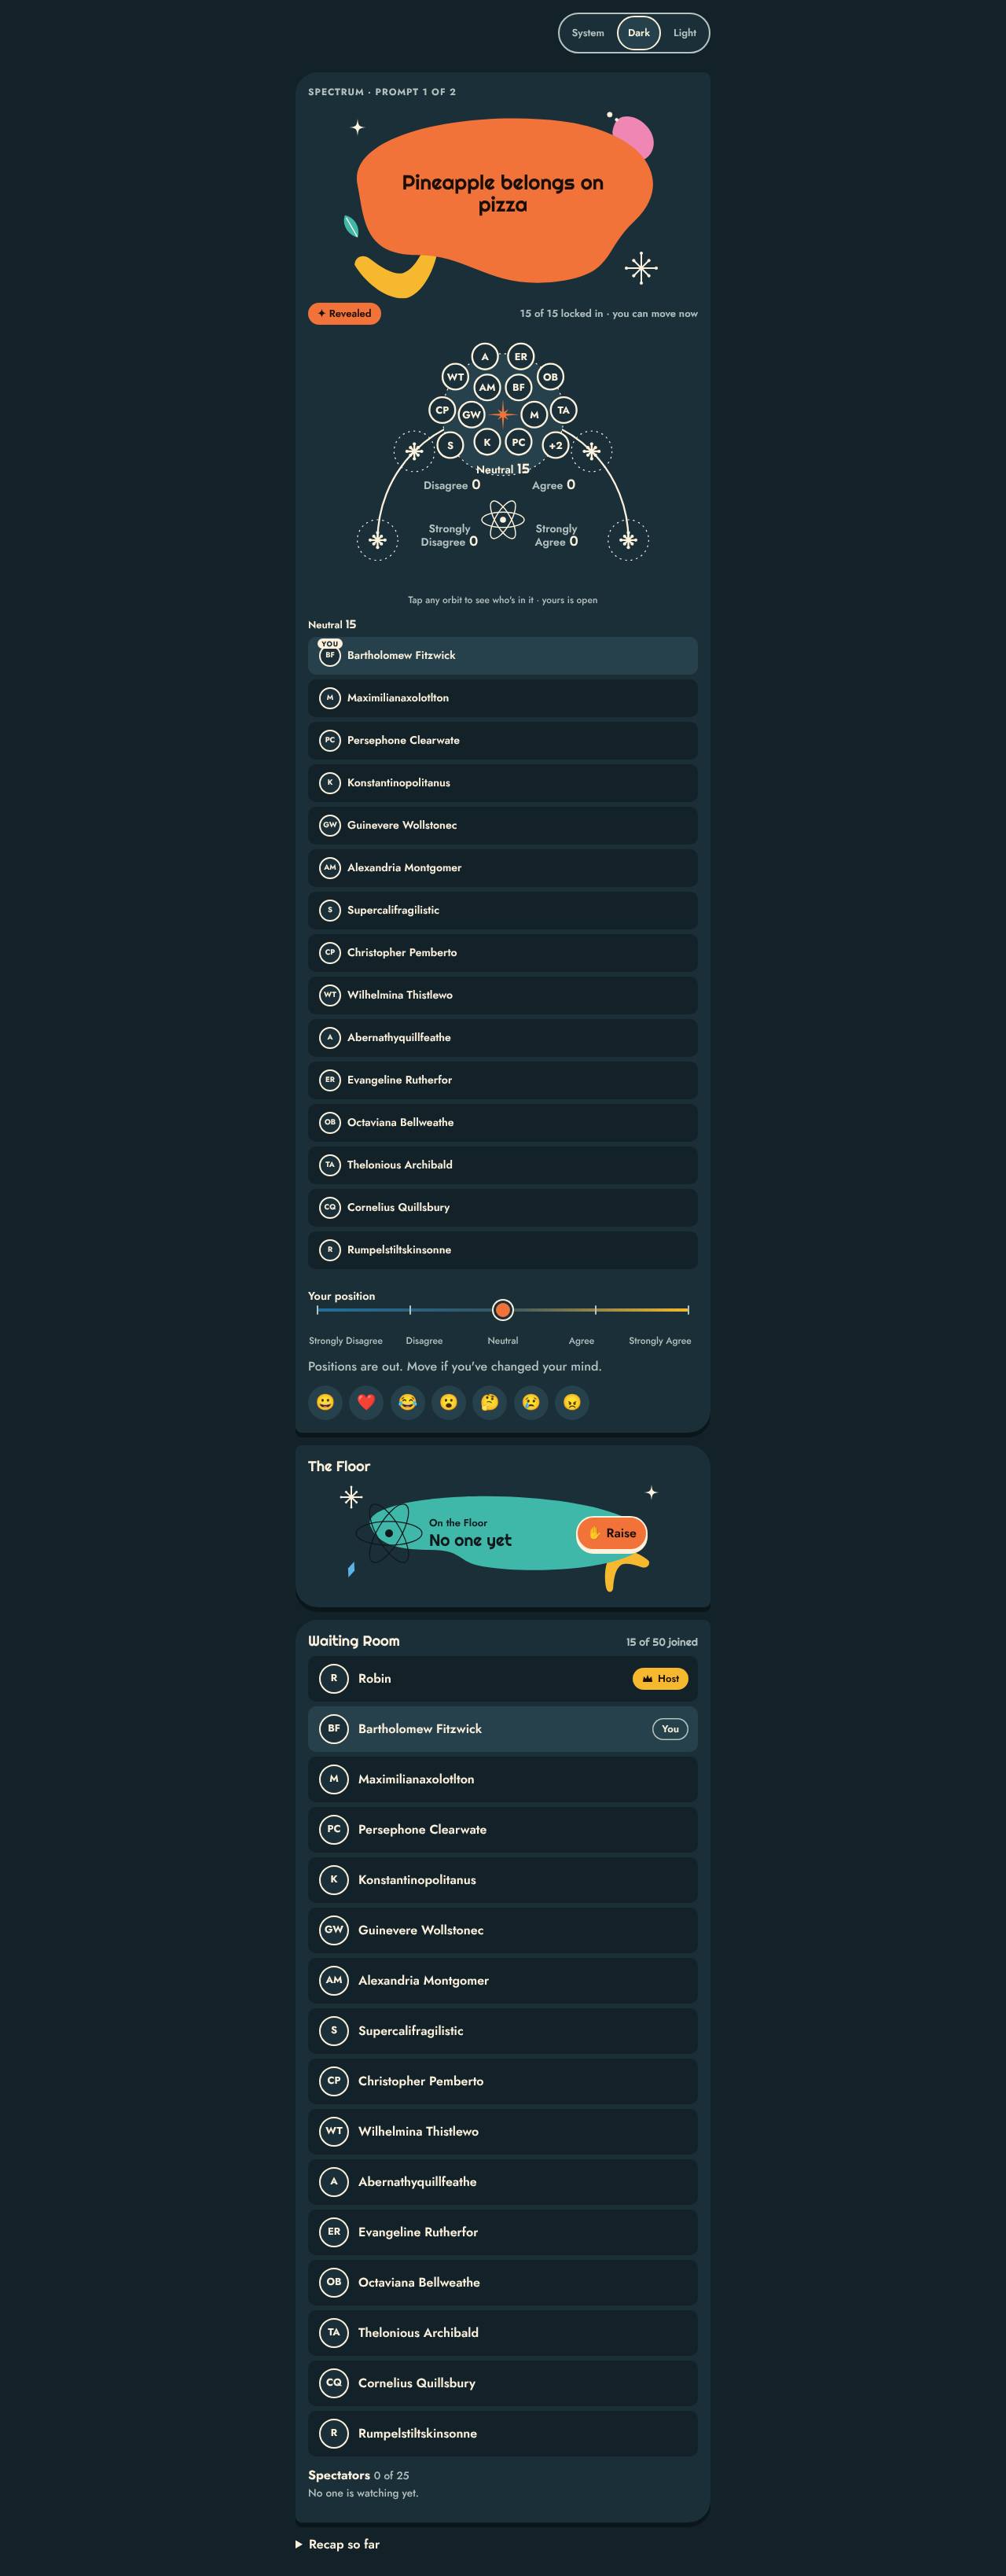 System Dark Light
SPECTRUM · PROMPT 1 OF 2
Pineapple belongs on
pizza
✦ Revealed
15 of 15 locked in · you can move now
A ER
WT OB
AM BF
CP GW M TA
S K PC +2
Neutral 15
Disagree 0 Agree 0
Strongly
Disagree 0
Strongly
Agree 0
Tap any orbit to see who's in it · yours is open
Neutral 15
YOU
BF Bartholomew Fitzwick
M Maximilianaxolotlton
PC Persephone Clearwate
K Konstantinopolitanus
GW Guinevere Wollstonec
AM Alexandria Montgomer
S Supercalifragilistic
CP Christopher Pemberto
WT Wilhelmina Thistlewo
A Abernathyquillfeathe
ER Evangeline Rutherfor
OB Octaviana Bellweathe
TA Thelonious Archibald
CQ Cornelius Quillsbury
R Rumpelstiltskinsonne
Your position
Strongly Disagree Disagree Neutral Agree Strongly Agree
Positions are out. Move if you've changed your mind.
😀 ❤️ 😂 😮 🤔 😢 😠
The Floor
On the Floor
No one yet
✋ Raise
Waiting Room
15 of 50 joined
R Robin Host
BF Bartholomew Fitzwick You
M Maximilianaxolotlton
PC Persephone Clearwate
K Konstantinopolitanus
GW Guinevere Wollstonec
AM Alexandria Montgomer
S Supercalifragilistic
CP Christopher Pemberto
WT Wilhelmina Thistlewo
A Abernathyquillfeathe
ER Evangeline Rutherfor
OB Octaviana Bellweathe
TA Thelonious Archibald
CQ Cornelius Quillsbury
R Rumpelstiltskinsonne
Spectators 0 of 25
No one is watching yet.
▶ Recap so far